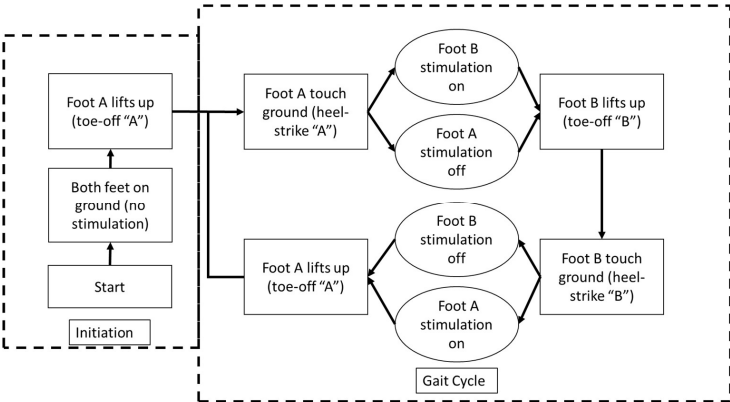 Foot A lifts up
(toe-off “A”)
Both feet on
ground (no
stimulation)
Start
Initiation
Foot A touch
ground (heel-
strike “A”)
Foot B
stimulation
on
Foot A
stimulation
off
Foot B lifts up
(toe-off “B”)
Foot B touch
ground (heel-
strike “B”)
Foot B
stimulation
off
Foot A
stimulation
on
Foot A lifts up
(toe-off “A”)
Gait Cycle